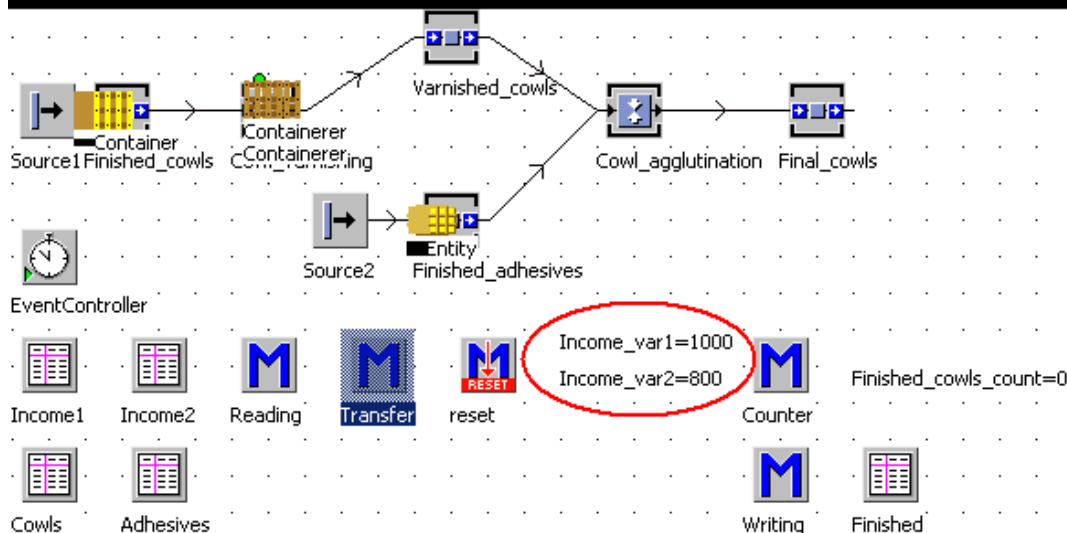 Varnished_cowls
Container
Containerer
Containerer
Source1
Finished_cowls
Cowl_agglutination
Final_cowls
Entity
Source2
Finished_adhesives
EventController
Income_var1=1000
Income_var2=800
Finished_cowls_count=0
M
M
M
RESET
M
Income1
Income2
Reading
Transfer
reset
Counter
M
Cowls
Adhesives
Writing
Finished